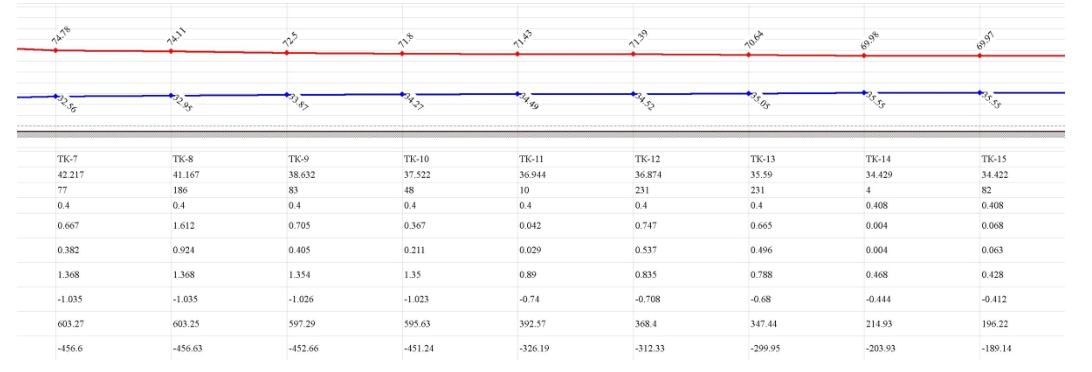 74.78 74.11 72.5 71.8 71.43 71.39 70.64 69.98 69.97
32.56 32.95 33.87 34.27 34.49 34.52 35.05 35.55 35.55
TK-7 TK-8 TK-9 TK-10 TK-11 TK-12 TK-13 TK-14 TK-15
42.217 41.167 38.632 37.522 36.944 36.874 35.59 34.429 34.422
77 186 83 48 10 231 231 4 82
0.4 0.4 0.4 0.4 0.4 0.4 0.4 0.408 0.408
0.667 1.612 0.705 0.367 0.042 0.747 0.665 0.004 0.068
0.382 0.924 0.405 0.211 0.029 0.537 0.496 0.004 0.063
1.368 1.368 1.354 1.35 0.89 0.835 0.788 0.468 0.428
-1.035 -1.035 -1.026 -1.023 -0.74 -0.708 -0.68 -0.444 -0.412
603.27 603.25 597.29 595.63 392.57 368.4 347.44 214.93 196.22
-456.6 -456.63 -452.66 -451.24 -326.19 -312.33 -299.95 -203.93 -189.14